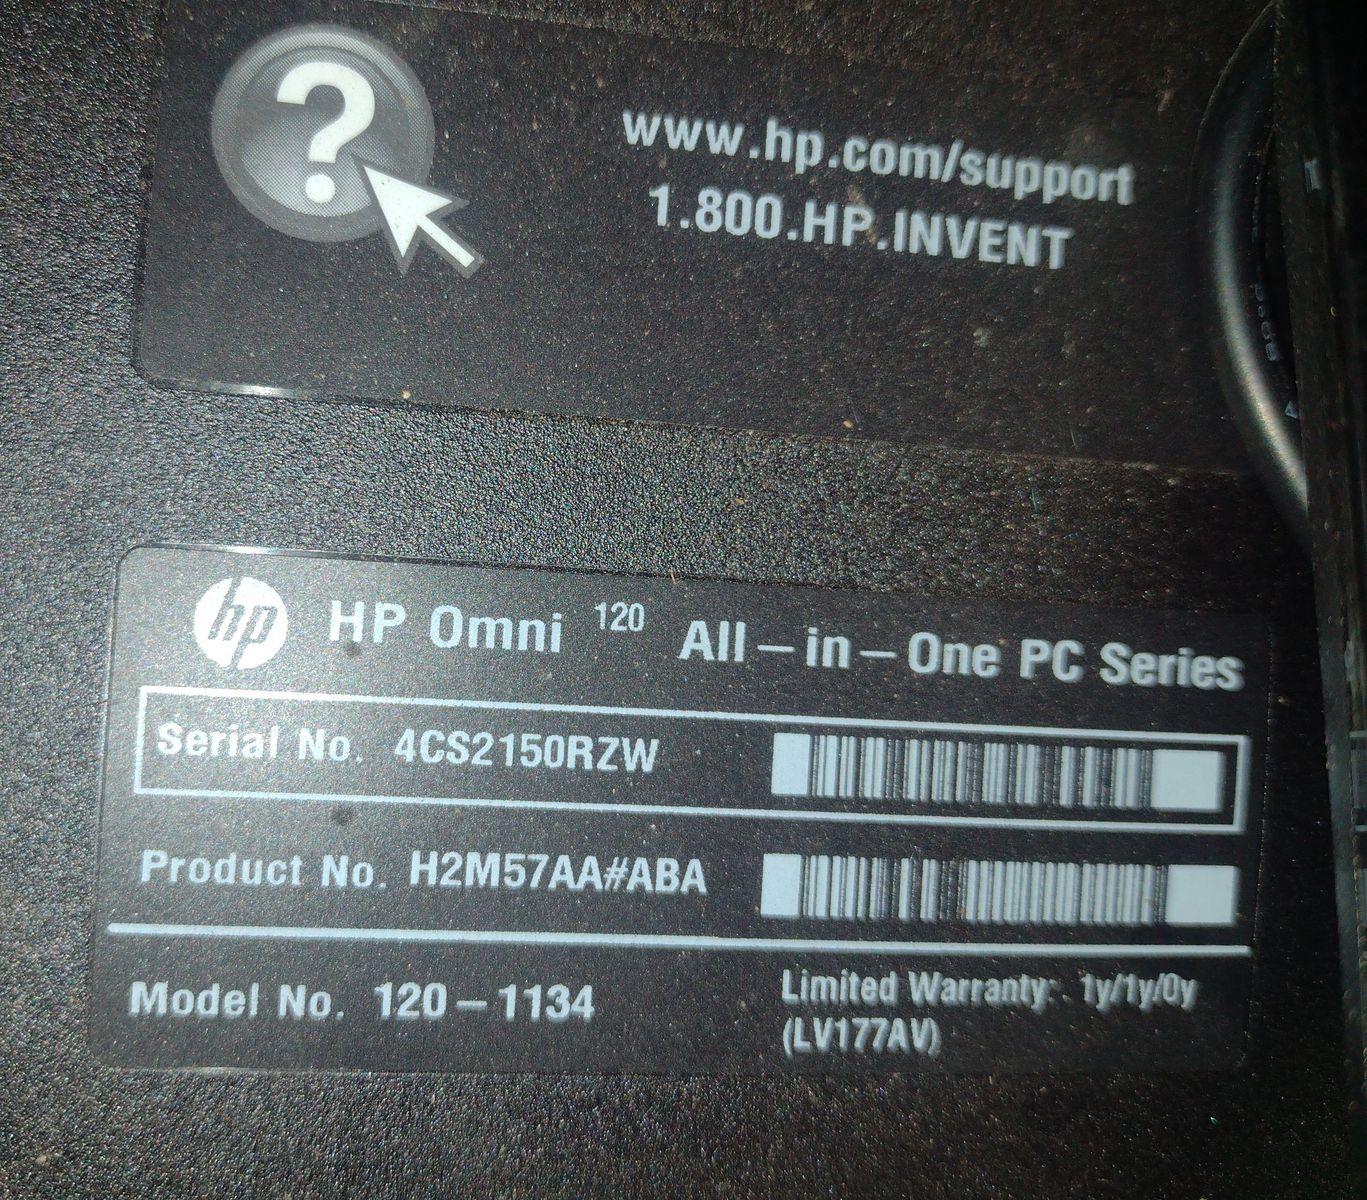 ?
www.hp.com/support
1.800.HP.INVENT
hp HP Omni 120 All-in-One PC Series
Serial No. 4CS2150RZW
Product No. H2M57AA#ABA
Model No. 120-1134
Limited Warranty: 1y/1y/0y
(LV177AV)